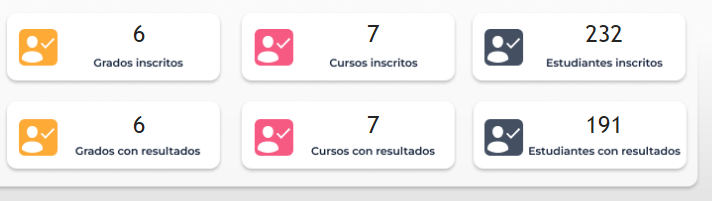 6
Grados inscritos
7
Cursos inscritos
232
Estudiantes inscritos
6
Grados con resultados
7
Cursos con resultados
191
Estudiantes con resultados